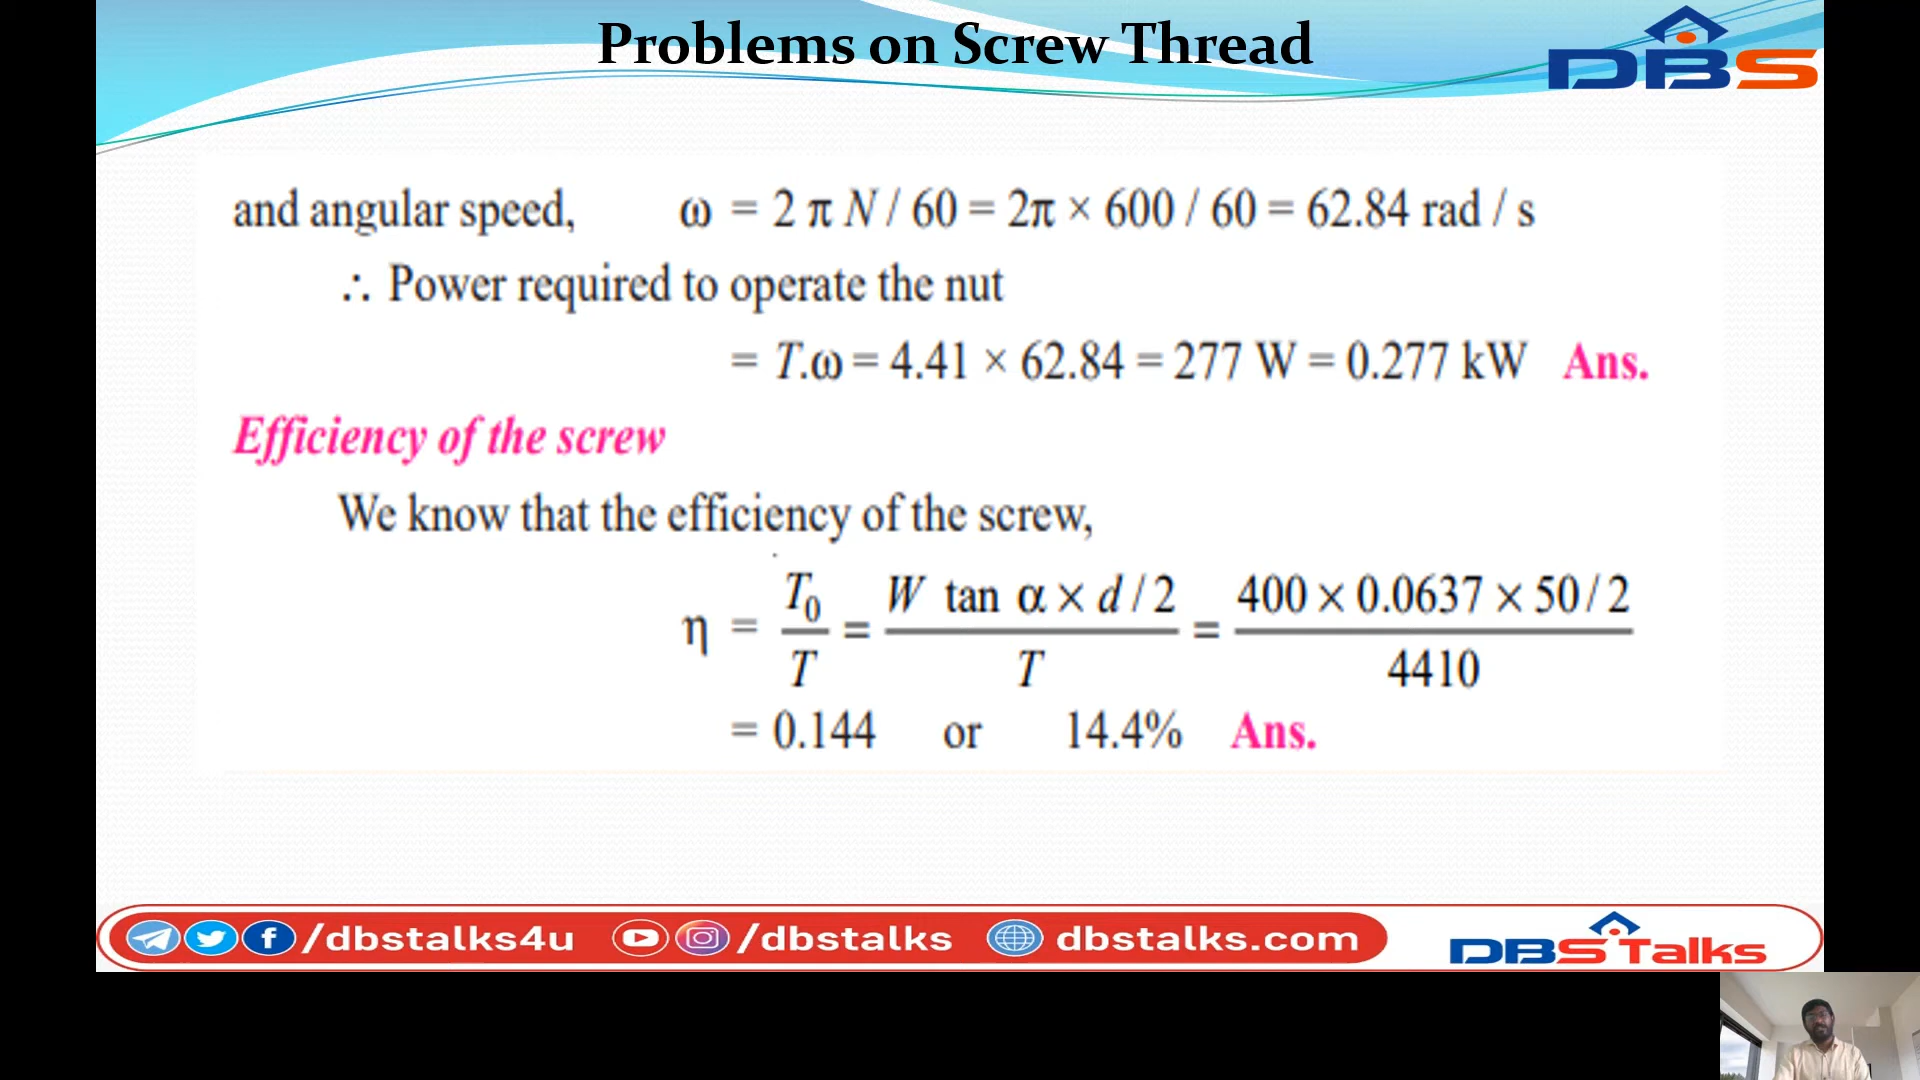 Problems on Screw Thread
DBS
and angular speed, ω = 2 π N / 60 = 2π × 600 / 60 = 62.84 rad / s
∴ Power required to operate the nut
= T.ω = 4.41 × 62.84 = 277 W = 0.277 kW Ans.
Efficiency of the screw
We know that the efficiency of the screw,
η = T₀ / T = W tan α × d / 2 / T = 400 × 0.0637 × 50 / 2 / 4410
= 0.144 or 14.4% Ans.
/dbstalks4u /dbstalks dbstalks.com DBS Talks